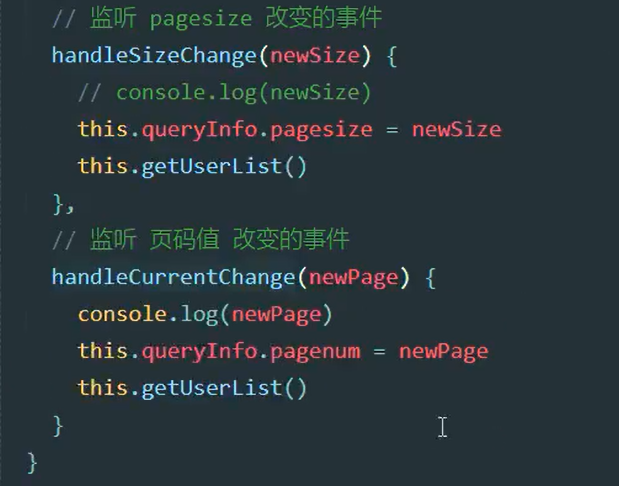 // 监听 pagesize 改变的事件
handleSizeChange(newSize) {
// console.log(newSize)
this.queryInfo.pagesize = newSize
this.getUserList()
},
// 监听 页码值 改变的事件
handleCurrentChange(newPage) {
console.log(newPage)
this.queryInfo.pagenum = newPage
this.getUserList()
}
}